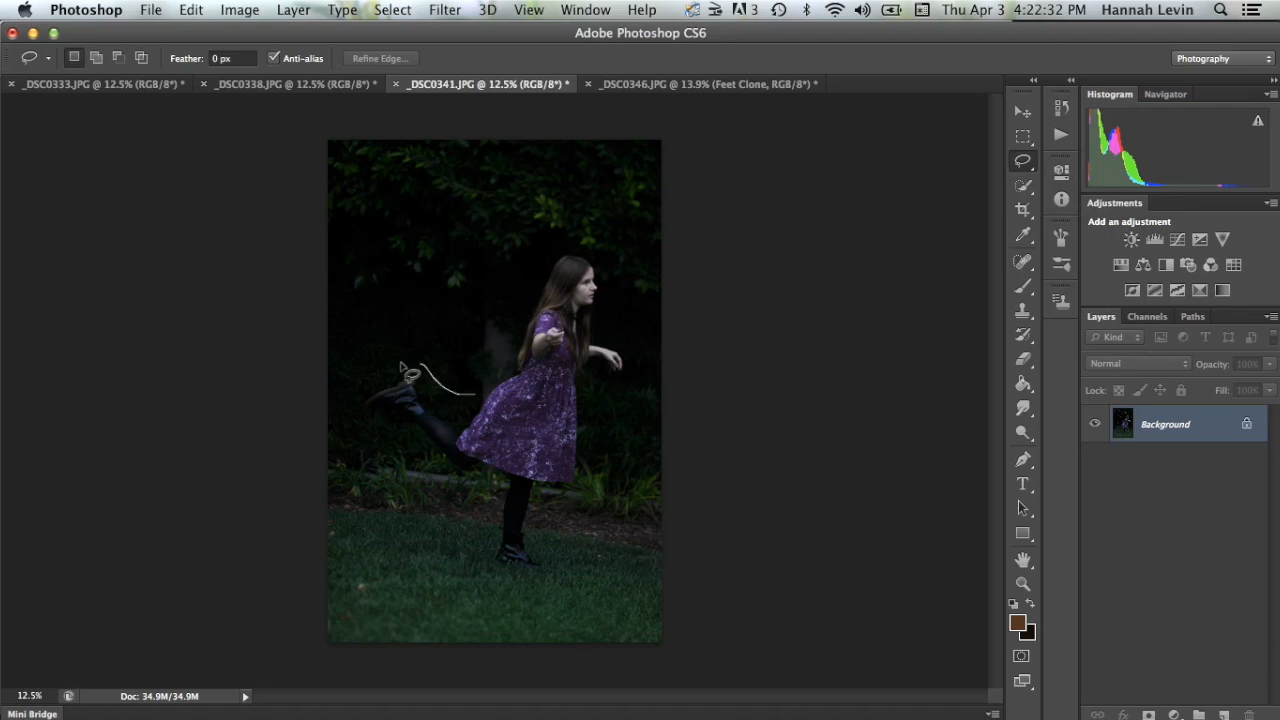 Photoshop File Edit Image Layer Type Select Filter 3D View Window Help 3 Thu Apr 3 4:22:32 PM Hannah Levin
Adobe Photoshop CS6
Feather: 0 px Anti-alias Refine Edge... Photography
_DSC0333.JPG @ 12.5% (RGB/8*) * _DSC0338.JPG @ 12.5% (RGB/8*) * _DSC0341.JPG @ 12.5% (RGB/8*) * _DSC0346.JPG @ 13.9% (Feet Clone, RGB/8*) *
Histogram Navigator
Adjustments
Add an adjustment
Layers Channels Paths
Kind
Normal Opacity: 100%
Lock: Fill: 100%
Background
12.5% Doc: 34.9M/34.9M
Mini Bridge